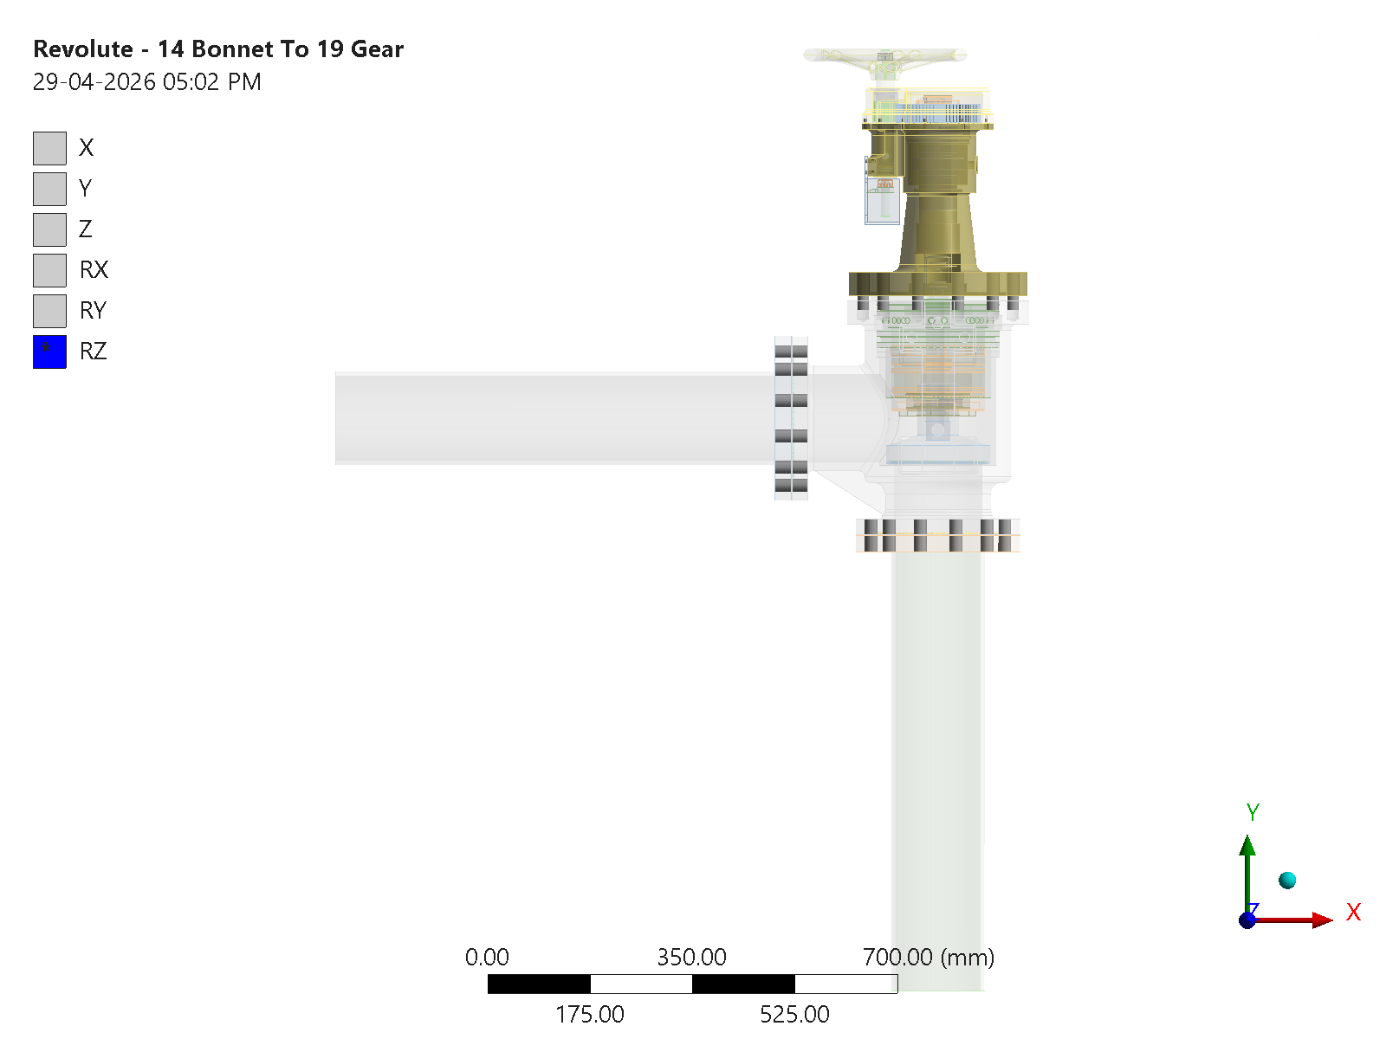 Revolute - 14 Bonnet To 19 Gear
29-04-2026 05:02 PM
X
Y
Z
RX
RY
RZ
Y
Z
X
0.00 350.00 700.00 (mm)
175.00 525.00